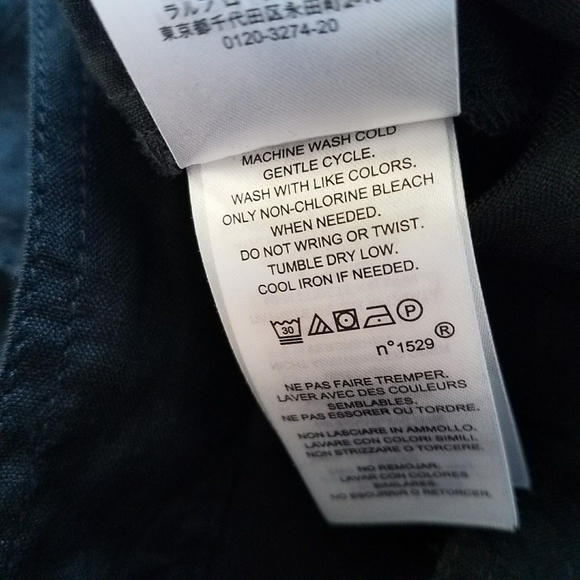 ラルフ
東京都千代田区永田町2-
0120-3274-20
MACHINE WASH COLD
GENTLE CYCLE.
WASH WITH LIKE COLORS.
ONLY NON-CHLORINE BLEACH
WHEN NEEDED.
DO NOT WRING OR TWIST.
TUMBLE DRY LOW.
COOL IRON IF NEEDED.
30 P
n°1529 ®
NE PAS FAIRE TREMPER.
LAVER AVEC DES COULEURS
SEMBLABLES.
NE PAS ESSORER OU TORDRE.
NON LASCIARE IN AMMOLLO.
LAVARE CON COLORI SIMILI.
NON STRIZZARE O TORCERE.
NO REMOJAR.
LAVAR CON COLORES
SIMILARES.
NO ESCURRIR O RETORCER.